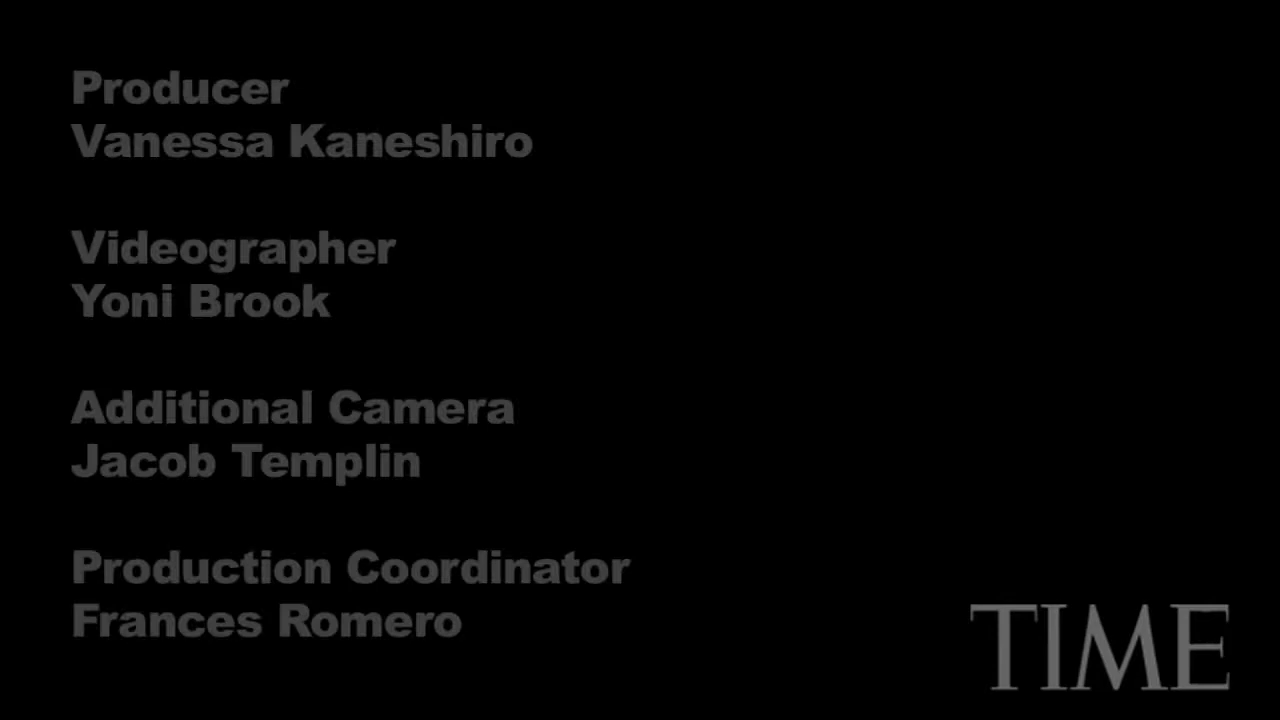 Producer
Vanessa Kaneshiro
Videographer
Yoni Brook
Additional Camera
Jacob Templin
Production Coordinator
Frances Romero
TIME